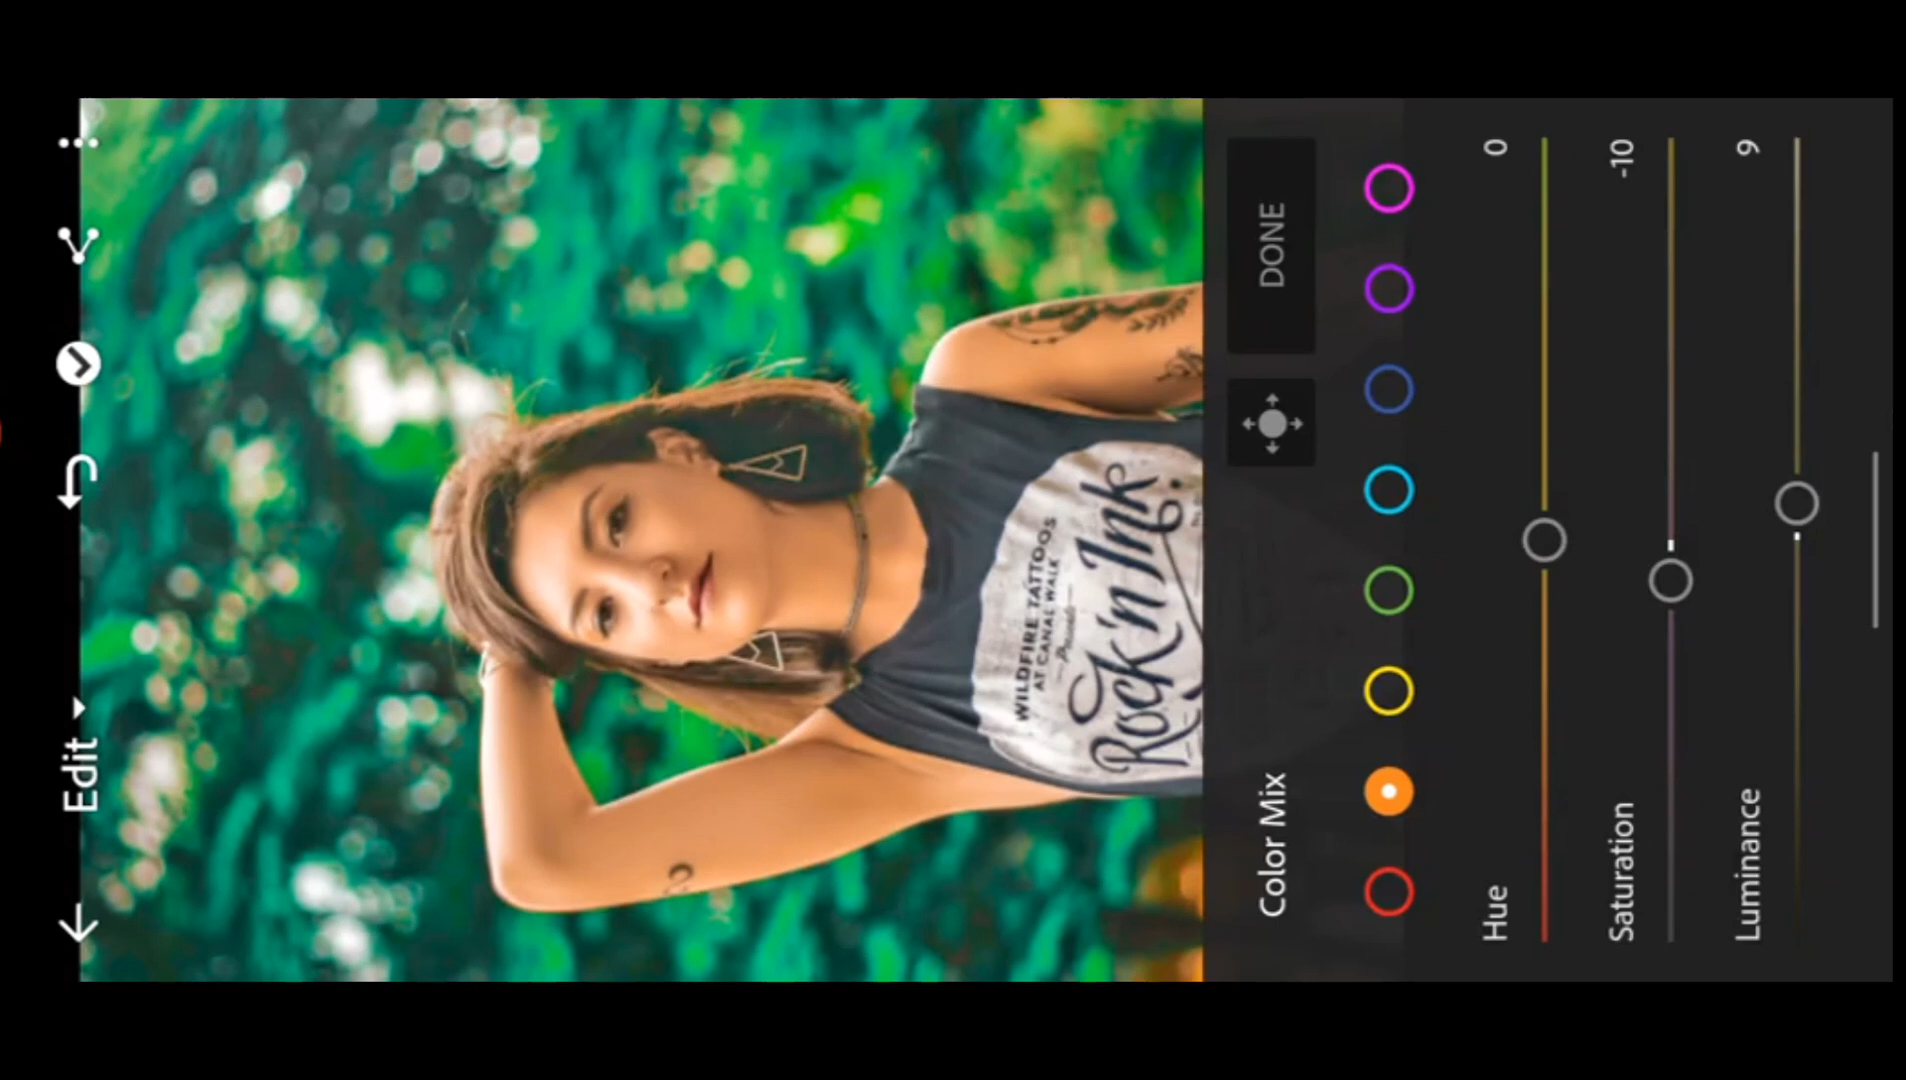 Edit
WILDFIRE TATTOOS
AT CANAL WALK
Rock'n Ink
Color Mix
DONE
Hue
0
Saturation
-10
Luminance
9